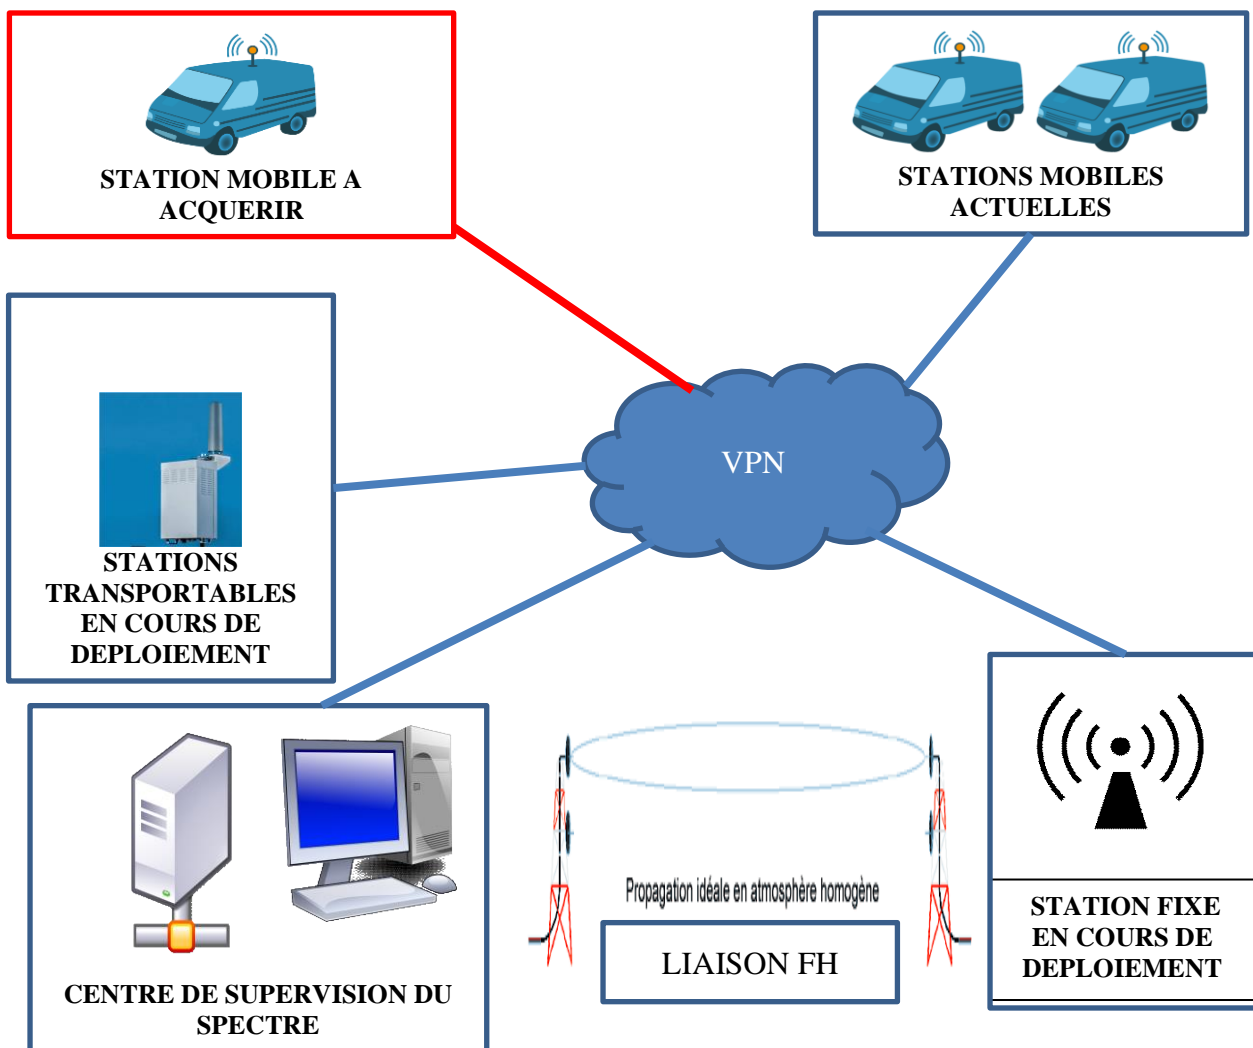 STATION MOBILE A
ACQUERIR
STATIONS MOBILES
ACTUELLES
VPN
STATIONS
TRANSPORTABLES
EN COURS DE
DEPLOIEMENT
CENTRE DE SUPERVISION DU
SPECTRE
Propagation idéale en atmosphère homogène
LIAISON FH
STATION FIXE
EN COURS DE
DEPLOIEMENT